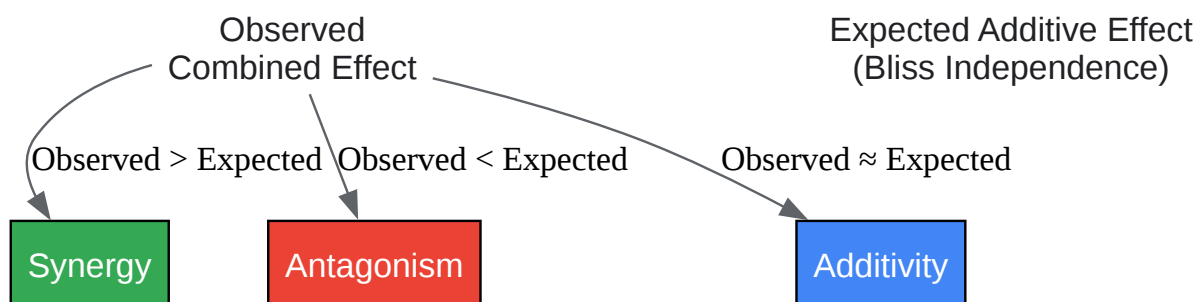 Observed
Combined Effect
Expected Additive Effect
(Bliss Independence)
Observed > Expected
Observed < Expected
Observed ≈ Expected
Synergy
Antagonism
Additivity